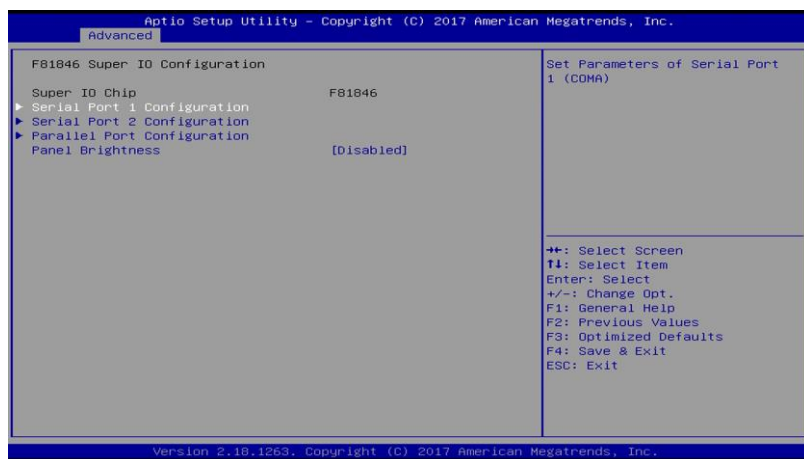 Aptio Setup Utility – Copyright (C) 2017 American Megatrends, Inc.
Advanced
F81846 Super IO Configuration
Super IO Chip F81846
Serial Port 1 Configuration
Serial Port 2 Configuration
Parallel Port Configuration
Panel Brightness [Disabled]
Set Parameters of Serial Port
1 (COMA)
→←: Select Screen
↑↓: Select Item
Enter: Select
+/-: Change Opt.
F1: General Help
F2: Previous Values
F3: Optimized Defaults
F4: Save & Exit
ESC: Exit
Version 2.18.1263. Copyright (C) 2017 American Megatrends, Inc.